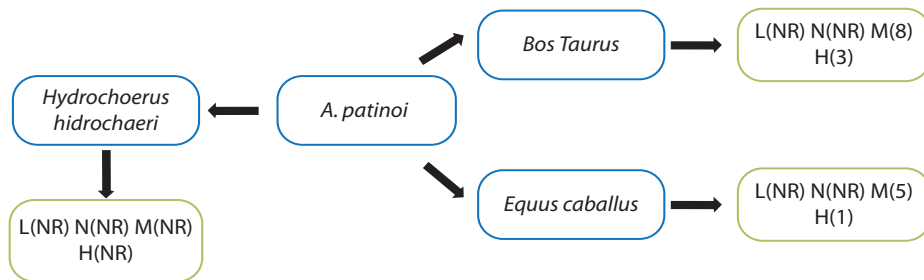 Bos Taurus
L(NR) N(NR) M(8)
H(3)
Hydrochoerus
hidrochaeri
A. patinoi
Equus caballus
L(NR) N(NR) M(5)
H(1)
L(NR) N(NR) M(NR)
H(NR)